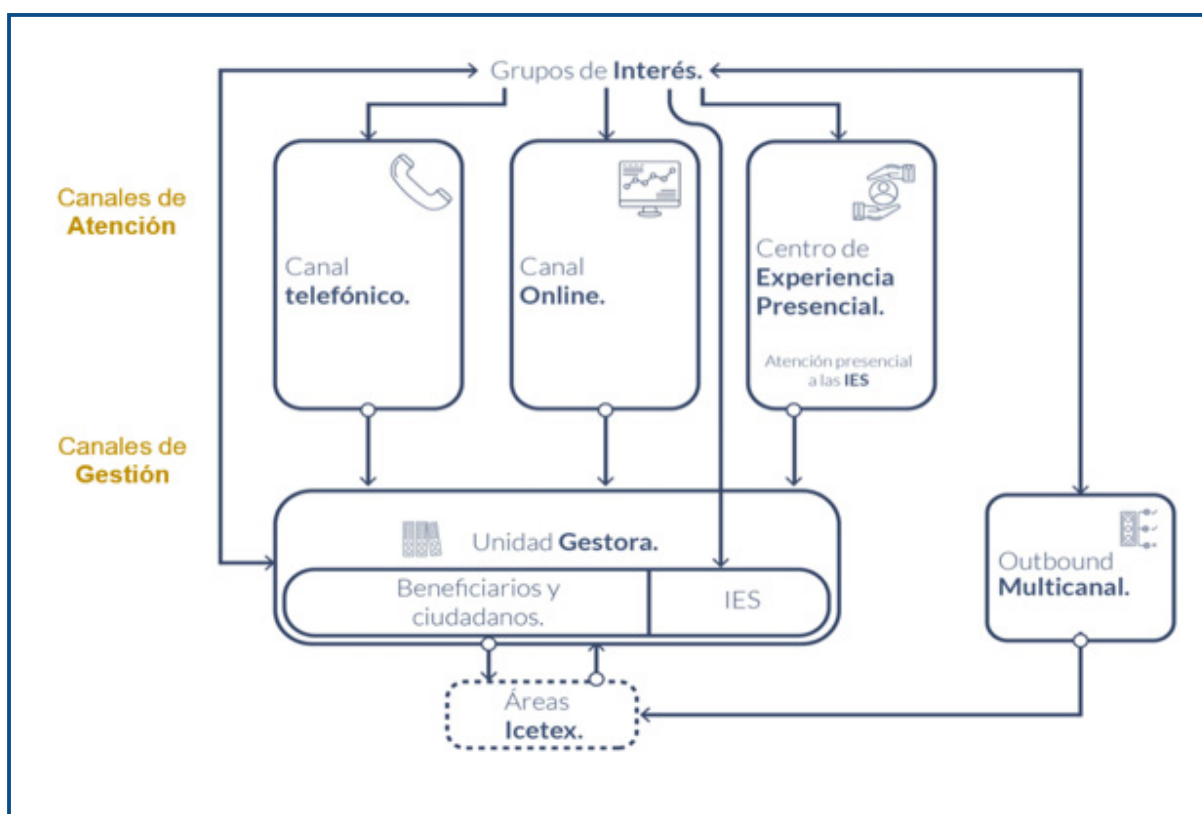 Grupos de Interés.
Canales de
Atención
Canal
telefónico.
Canal
Online.
Centro de
Experiencia
Presencial.
Atención presencial
a las IES
Canales de
Gestión
Unidad Gestora.
Beneficiarios y
ciudadanos.
IES
Outbound
Multicanal.
Áreas
Icetex.